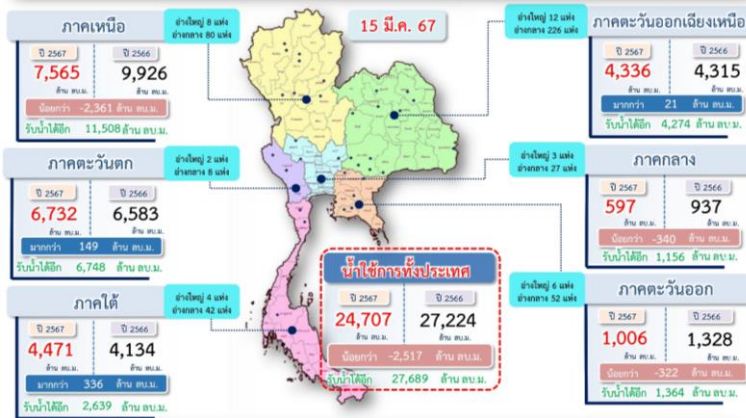 15 มี.ค. 67
ภาคเหนือ
ปี 2567 ปี 2566
7,565 9,926
ล้าน ลบ.ม. ล้าน ลบ.ม.
น้อยกว่า -2,361 ล้าน ลบ.ม.
รับน้ำได้อีก 11,508 ล้าน ลบ.ม.
อ่างใหญ่ 8 แห่ง
อ่างกลาง 80 แห่ง
อ่างใหญ่ 12 แห่ง
อ่างกลาง 226 แห่ง
ภาคตะวันออกเฉียงเหนือ
ปี 2567 ปี 2566
4,336 4,315
ล้าน ลบ.ม. ล้าน ลบ.ม.
มากกว่า 21 ล้าน ลบ.ม.
รับน้ำได้อีก 4,274 ล้าน ลบ.ม.
ภาคตะวันตก
ปี 2567 ปี 2566
6,732 6,583
ล้าน ลบ.ม. ล้าน ลบ.ม.
มากกว่า 149 ล้าน ลบ.ม.
รับน้ำได้อีก 6,748 ล้าน ลบ.ม.
อ่างใหญ่ 2 แห่ง
อ่างกลาง 8 แห่ง
อ่างใหญ่ 3 แห่ง
อ่างกลาง 27 แห่ง
ภาคกลาง
ปี 2567 ปี 2566
597 937
ล้าน ลบ.ม. ล้าน ลบ.ม.
น้อยกว่า -340 ล้าน ลบ.ม.
รับน้ำได้อีก 1,156 ล้าน ลบ.ม.
ภาคใต้
ปี 2567 ปี 2566
4,471 4,134
ล้าน ลบ.ม. ล้าน ลบ.ม.
มากกว่า 336 ล้าน ลบ.ม.
รับน้ำได้อีก 2,639 ล้าน ลบ.ม.
อ่างใหญ่ 4 แห่ง
อ่างกลาง 42 แห่ง
น้ำใช้การทั้งประเทศ
ปี 2567 ปี 2566
24,707 27,224
ล้าน ลบ.ม. ล้าน ลบ.ม.
น้อยกว่า -2,517 ล้าน ลบ.ม.
รับน้ำได้อีก 27,689 ล้าน ลบ.ม.
อ่างใหญ่ 6 แห่ง
อ่างกลาง 52 แห่ง
ภาคตะวันออก
ปี 2567 ปี 2566
1,006 1,328
ล้าน ลบ.ม. ล้าน ลบ.ม.
น้อยกว่า -322 ล้าน ลบ.ม.
รับน้ำได้อีก 1,364 ล้าน ลบ.ม.